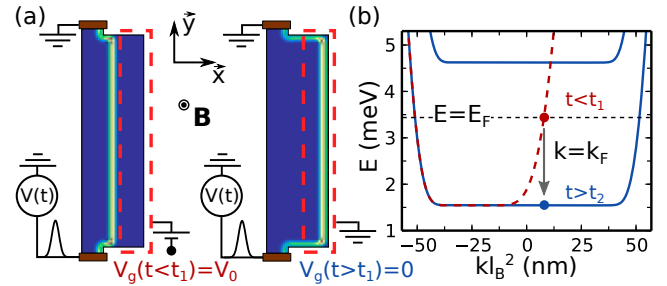 (a)
y
x
B
V(t)
V(t)
V_g(t<t_1)=V_0
V_g(t>t_1)=0
(b)
5
4
3
2
1
E (meV)
E=E_F
t<t_1
k=k_F
t>t_2
-50
-25
0
25
50
kl_B^2 (nm)